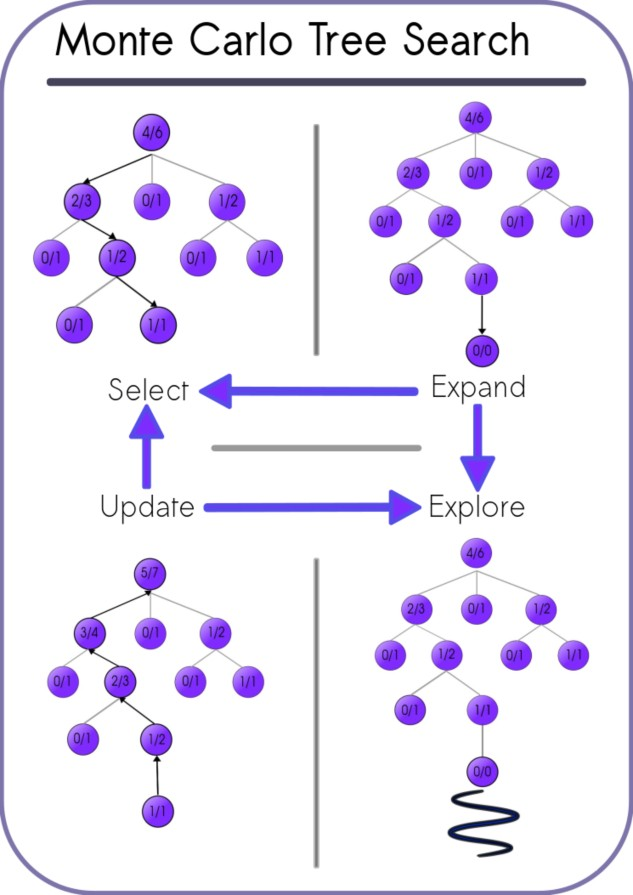 Monte Carlo Tree Search
4/6
2/3 0/1 1/2
0/1 1/2 0/1 1/1
0/1 1/1
4/6
2/3 0/1 1/2
0/1 1/2 0/1 1/1
0/1 1/1
0/0
Select Expand
Update Explore
5/7
3/4 0/1 1/2
0/1 2/3 0/1 1/1
0/1 1/2
1/1
4/6
2/3 0/1 1/2
0/1 1/2 0/1 1/1
0/1 1/1
0/0